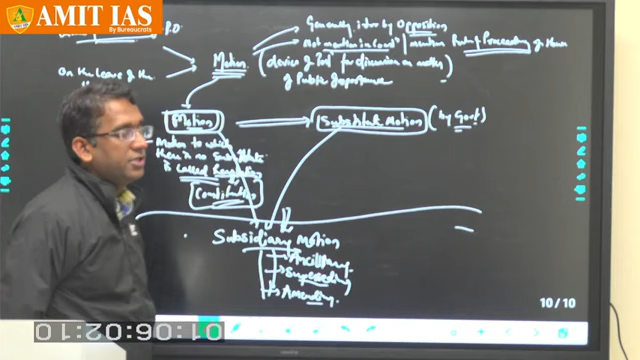 AMIT IAS
By Bureaucrats
P.O
Generally intro by Opposition
Not mention in Const / mention Rule of Proceeding of House
On the Leave of the
Motion
(device of Parl for discussion on matter
of Public Importance)
Motion
Substitute Motion (by Govt)
Motion to which
there is no Substitute
is called
Subsidiary Motion
→ Ancillary
→ Superseding
→ Amending
10/10
01:06:02:10